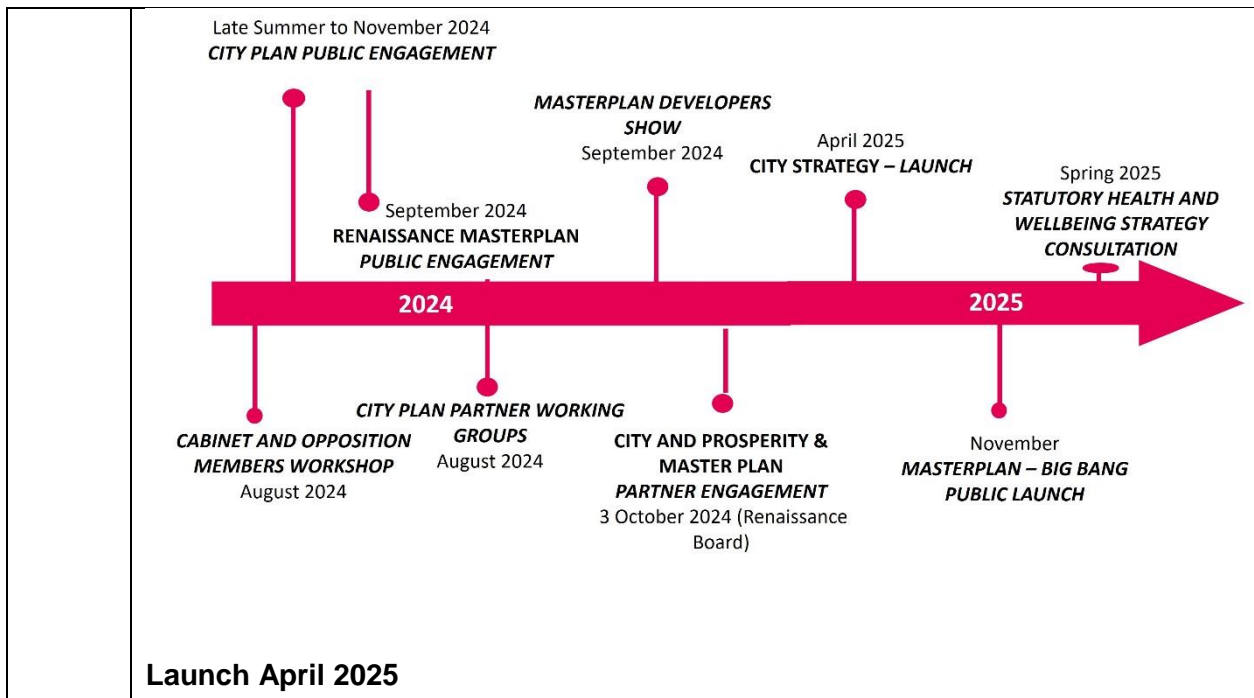 Late Summer to November 2024
CITY PLAN PUBLIC ENGAGEMENT
September 2024
RENAISSANCE MASTERPLAN
PUBLIC ENGAGEMENT
MASTERPLAN DEVELOPERS
SHOW
September 2024
April 2025
CITY STRATEGY – LAUNCH
Spring 2025
STATUTORY HEALTH AND
WELLBEING STRATEGY
CONSULTATION
2024
2025
CABINET AND OPPOSITION
MEMBERS WORKSHOP
August 2024
CITY PLAN PARTNER WORKING
GROUPS
August 2024
CITY AND PROSPERITY &
MASTER PLAN
PARTNER ENGAGEMENT
3 October 2024 (Renaissance
Board)
November
MASTERPLAN – BIG BANG
PUBLIC LAUNCH
Launch April 2025